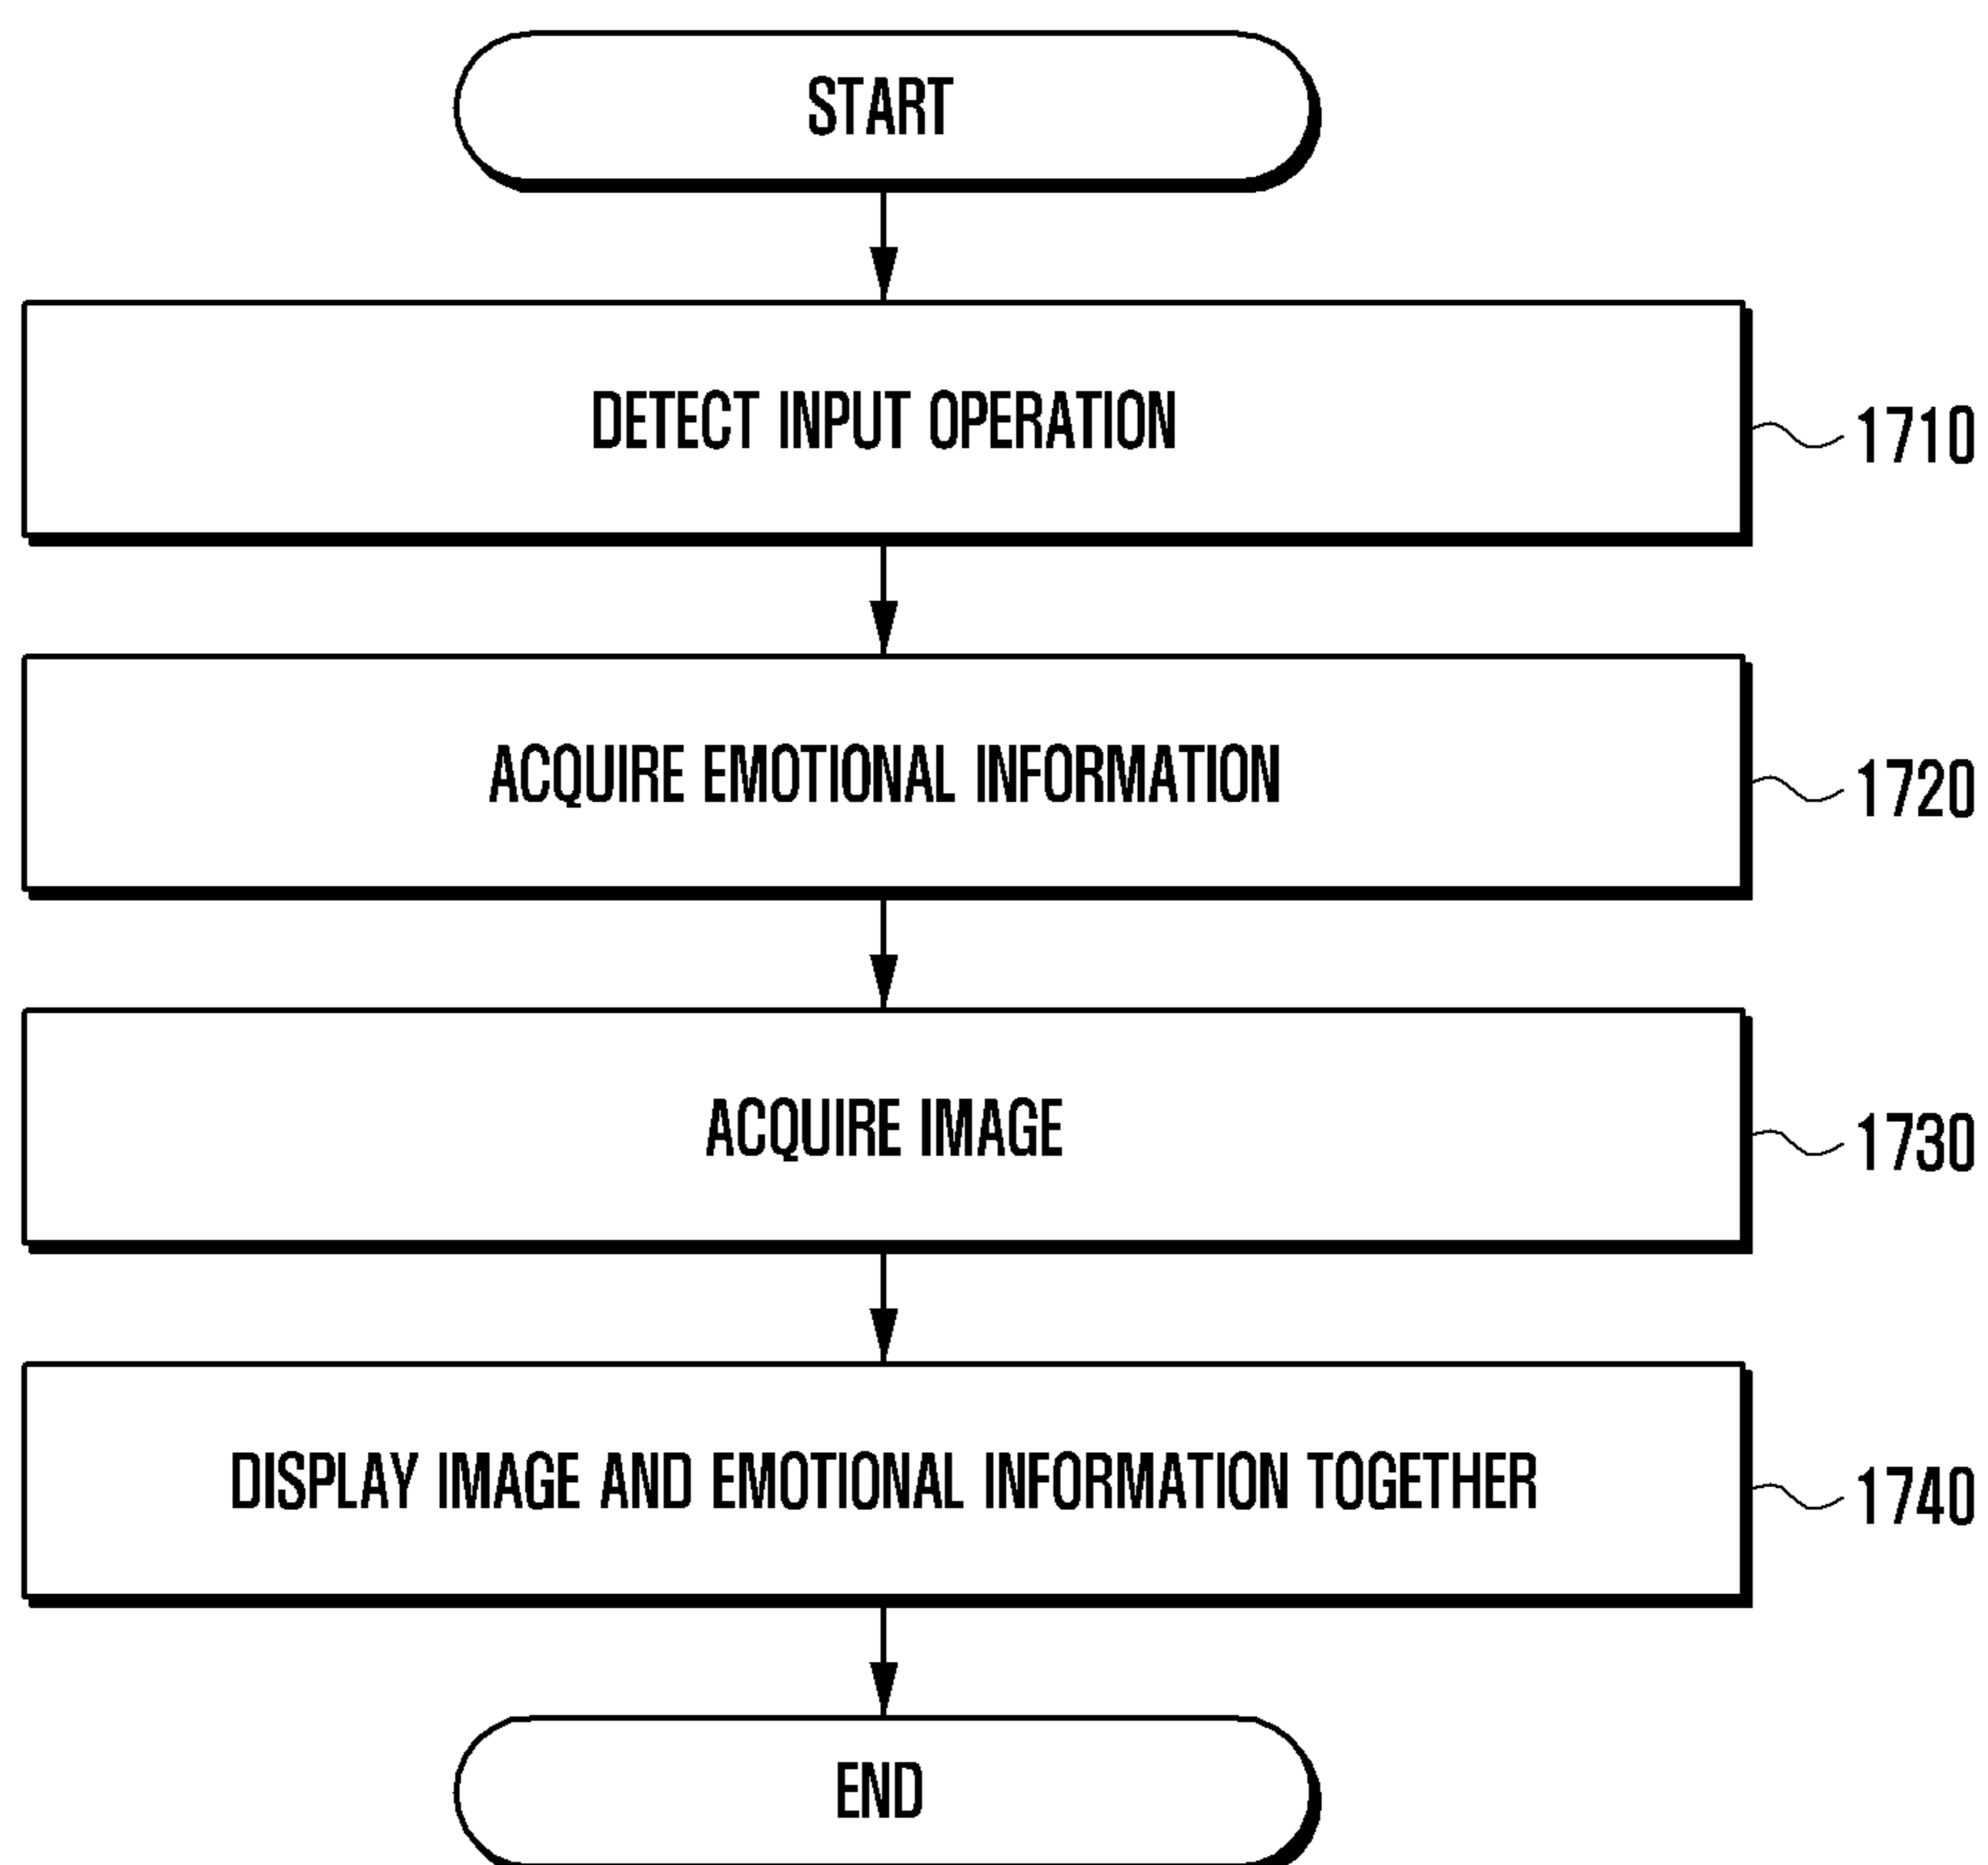 START
DETECT INPUT OPERATION
1710
ACQUIRE EMOTIONAL INFORMATION
1720
ACQUIRE IMAGE
1730
DISPLAY IMAGE AND EMOTIONAL INFORMATION TOGETHER
1740
END